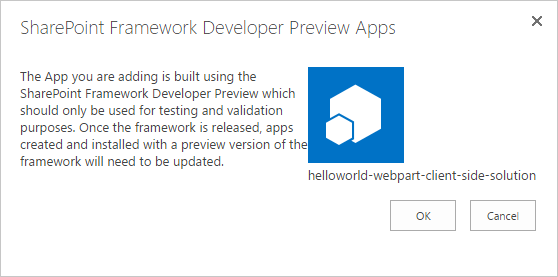 SharePoint Framework Developer Preview Apps
The App you are adding is built using the
SharePoint Framework Developer Preview which
should only be used for testing and validation
purposes. Once the framework is released, apps
created and installed with a preview version of the
framework will need to be updated.
helloworld-webpart-client-side-solution
OK
Cancel